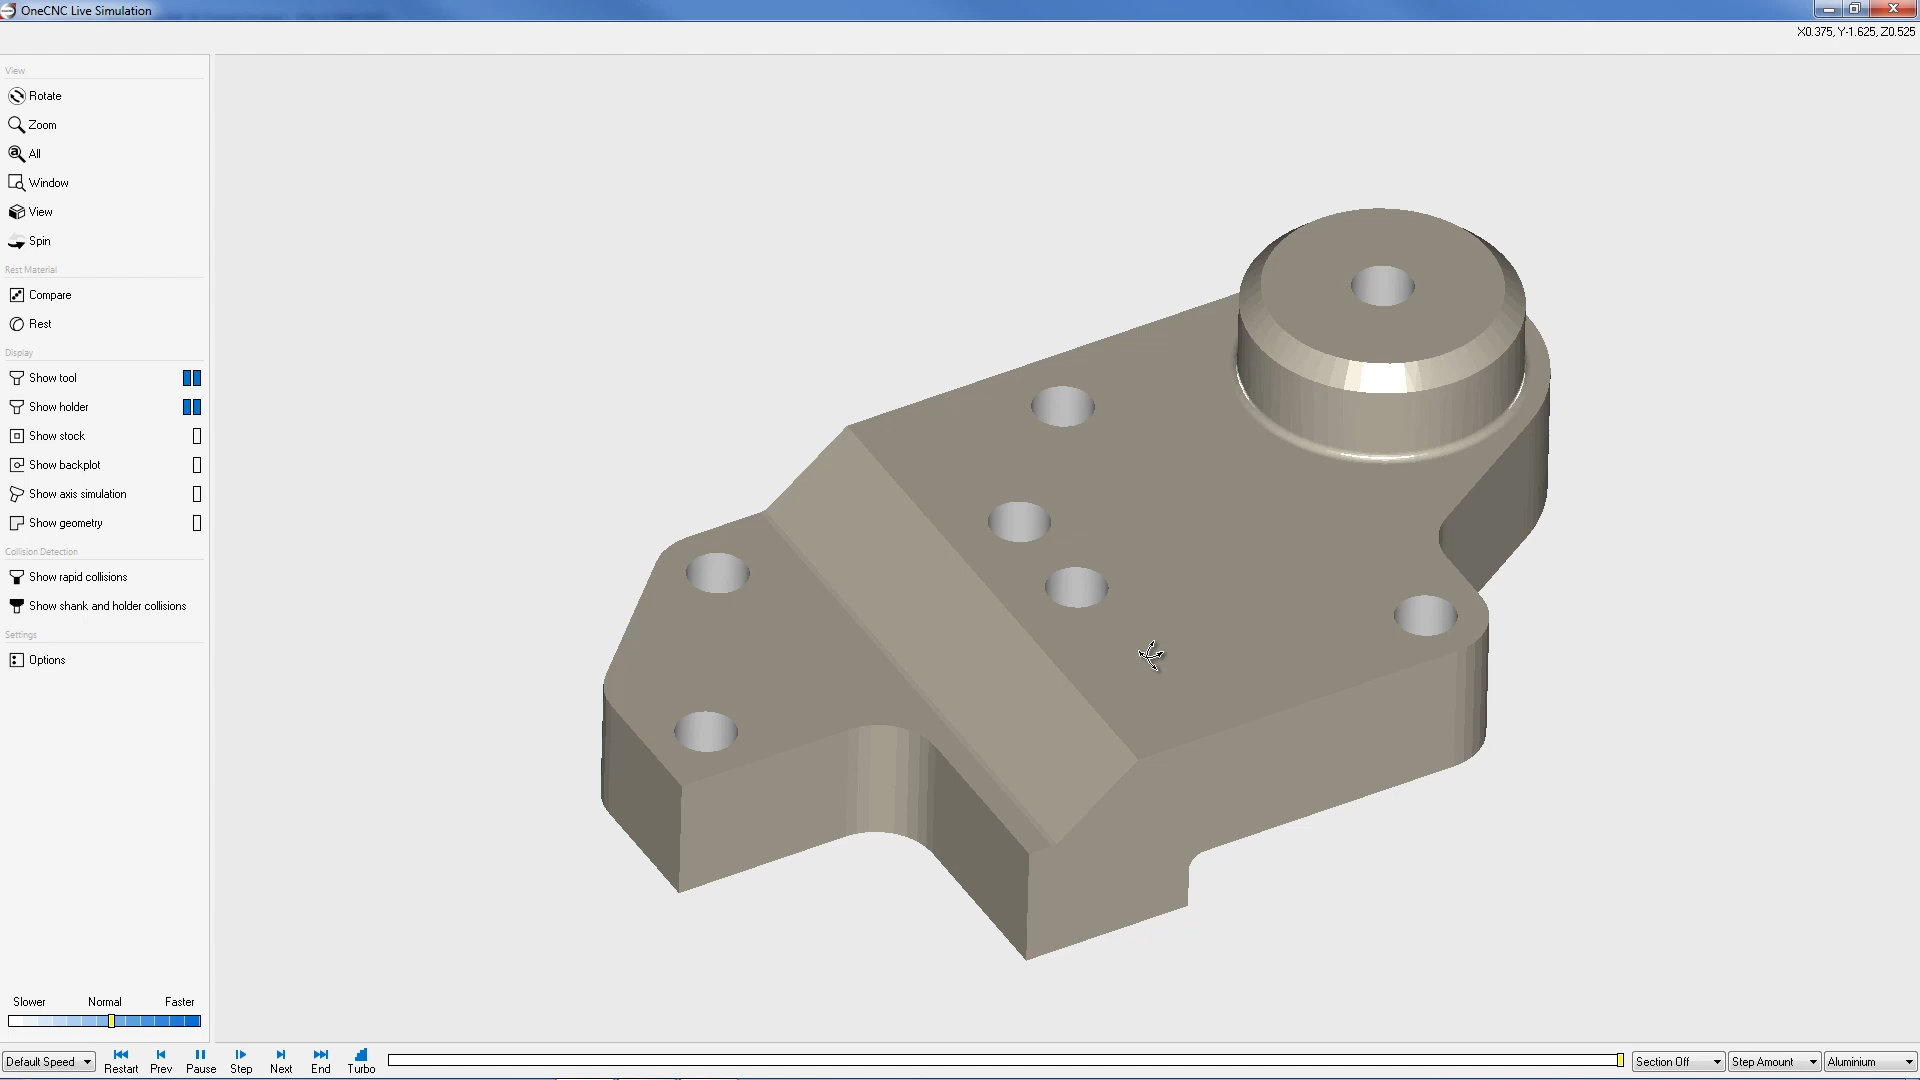 OneCNC Live Simulation
X0.375, Y-1.625, Z0.525
View
Rotate
Zoom
All
Window
View
Spin
Rest Material
Compare
Rest
Display
Show tool
Show holder
Show stock
Show backplot
Show axis simulation
Show geometry
Collision Detection
Show rapid collisions
Show shank and holder collisions
Settings
Options
Slower Normal Faster
Default Speed Restart Prev Pause Step Next End Turbo Section Off Step Amount Aluminium